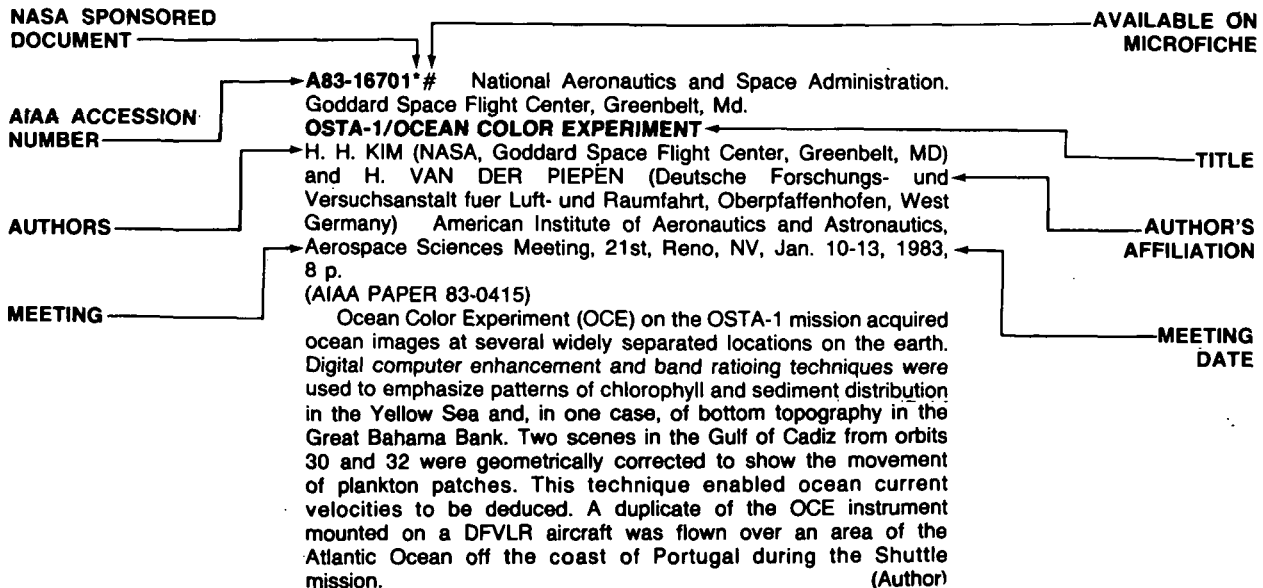 NASA SPONSORED
DOCUMENT
AVAILABLE ON
MICROFICHE
A83-16701*# National Aeronautics and Space Administration.
Goddard Space Flight Center, Greenbelt, Md.
AIAA ACCESSION
NUMBER
OSTA-1/OCEAN COLOR EXPERIMENT
TITLE
H. H. KIM (NASA, Goddard Space Flight Center, Greenbelt, MD)
and H. VAN DER PIEPEN (Deutsche Forschungs- und
Versuchsanstalt fuer Luft- und Raumfahrt, Oberpfaffenhofen, West
Germany) American Institute of Aeronautics and Astronautics,
AUTHORS
AUTHOR'S
AFFILIATION
Aerospace Sciences Meeting, 21st, Reno, NV, Jan. 10-13, 1983,
8 p.
(AIAA PAPER 83-0415)
MEETING
MEETING
DATE
Ocean Color Experiment (OCE) on the OSTA-1 mission acquired
ocean images at several widely separated locations on the earth.
Digital computer enhancement and band ratioing techniques were
used to emphasize patterns of chlorophyll and sediment distribution
in the Yellow Sea and, in one case, of bottom topography in the
Great Bahama Bank. Two scenes in the Gulf of Cadiz from orbits
30 and 32 were geometrically corrected to show the movement
of plankton patches. This technique enabled ocean current
velocities to be deduced. A duplicate of the OCE instrument
mounted on a DFVLR aircraft was flown over an area of the
Atlantic Ocean off the coast of Portugal during the Shuttle
mission. (Author)